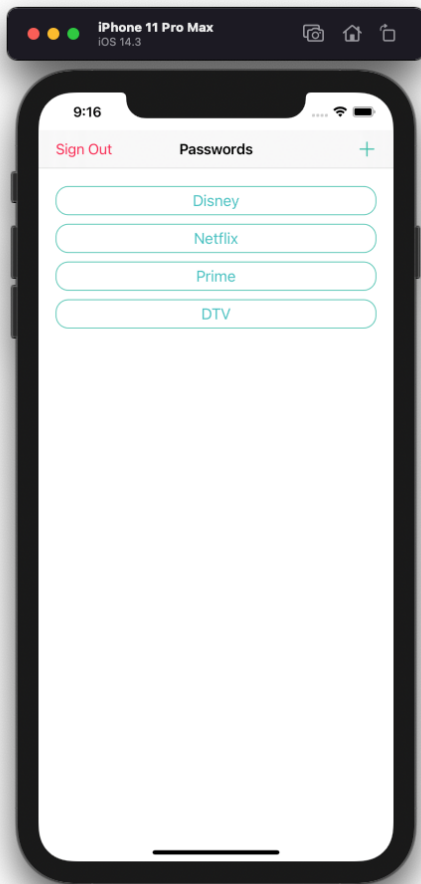 iPhone 11 Pro Max
iOS 14.3
9:16
Sign Out Passwords +
Disney
Netflix
Prime
DTV